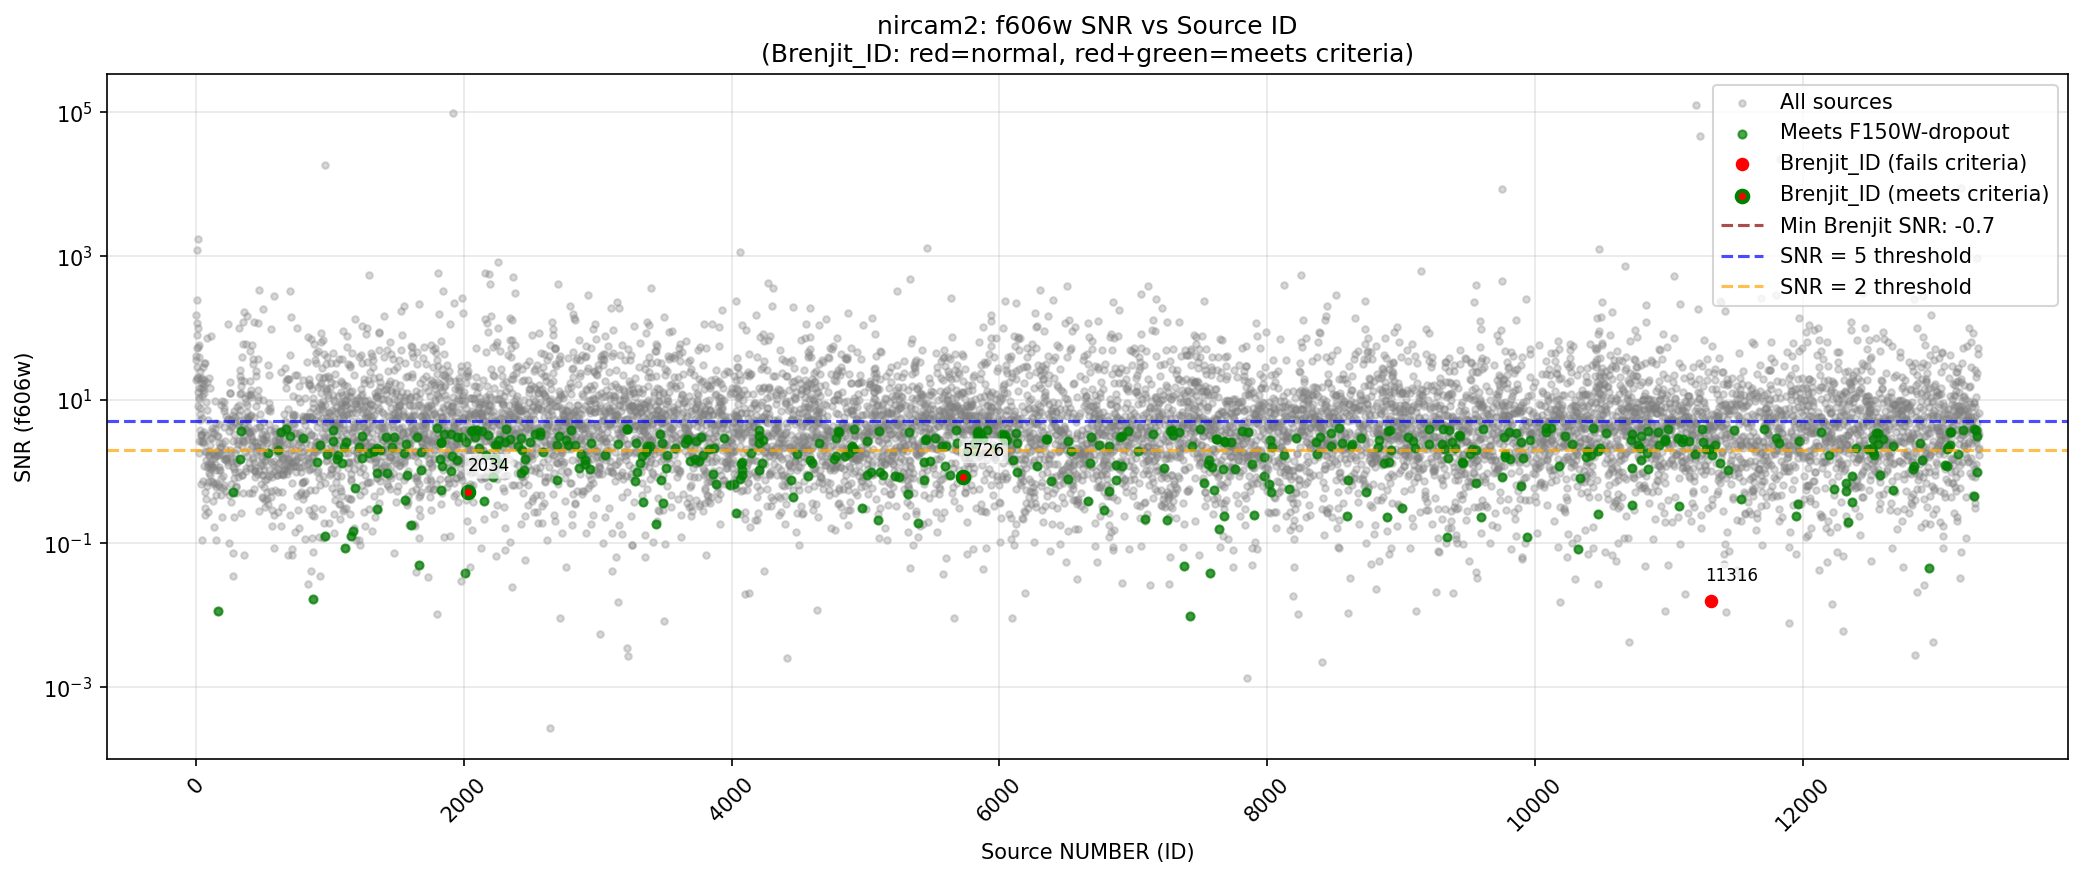 nircam2: f606w SNR vs Source ID
(Brenjit_ID: red=normal, red+green=meets criteria)
SNR (f606w)
10^5
10^3
10^1
10^-1
10^-3
All sources
Meets F150W-dropout
Brenjit_ID (fails criteria)
Brenjit_ID (meets criteria)
Min Brenjit SNR: -0.7
SNR = 5 threshold
SNR = 2 threshold
2034
5726
11316
0
2000
4000
6000
8000
10000
12000
Source NUMBER (ID)